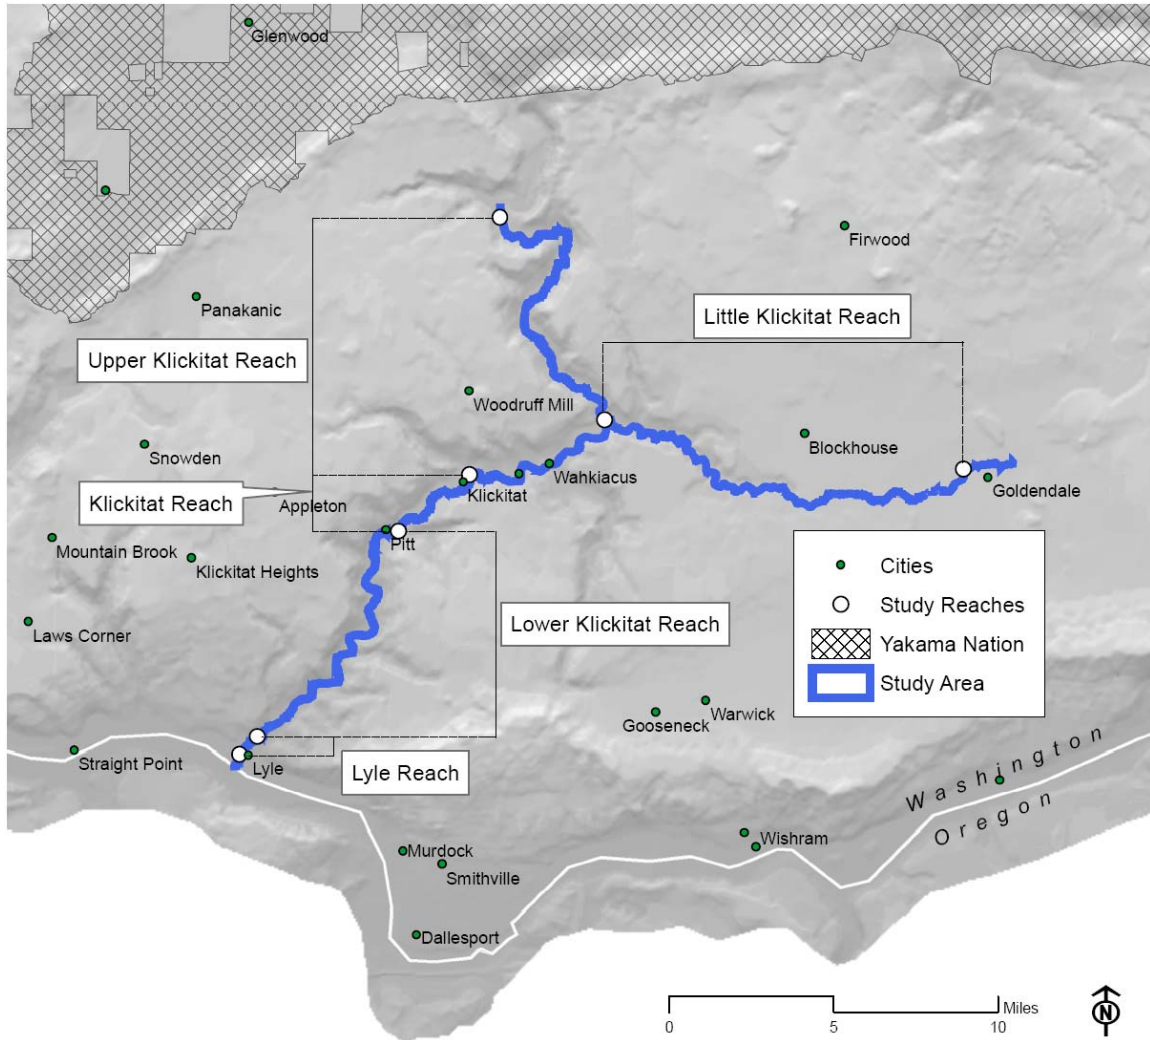 Glenwood
Firwood
Panakanic
Little Klickitat Reach
Upper Klickitat Reach
Woodruff Mill
Blockhouse
Snowden
Wahkiacus
Klickitat
Goldendale
Klickitat Reach
Appleton
Pitt
Mountain Brook
Klickitat Heights
Cities
Study Reaches
Yakama Nation
Study Area
Lower Klickitat Reach
Laws Corner
Warwick
Gooseneck
Straight Point
Lyle
Lyle Reach
Washington
Oregon
Wishram
Murdock
Smithville
Dallesport
Miles
0 5 10
N